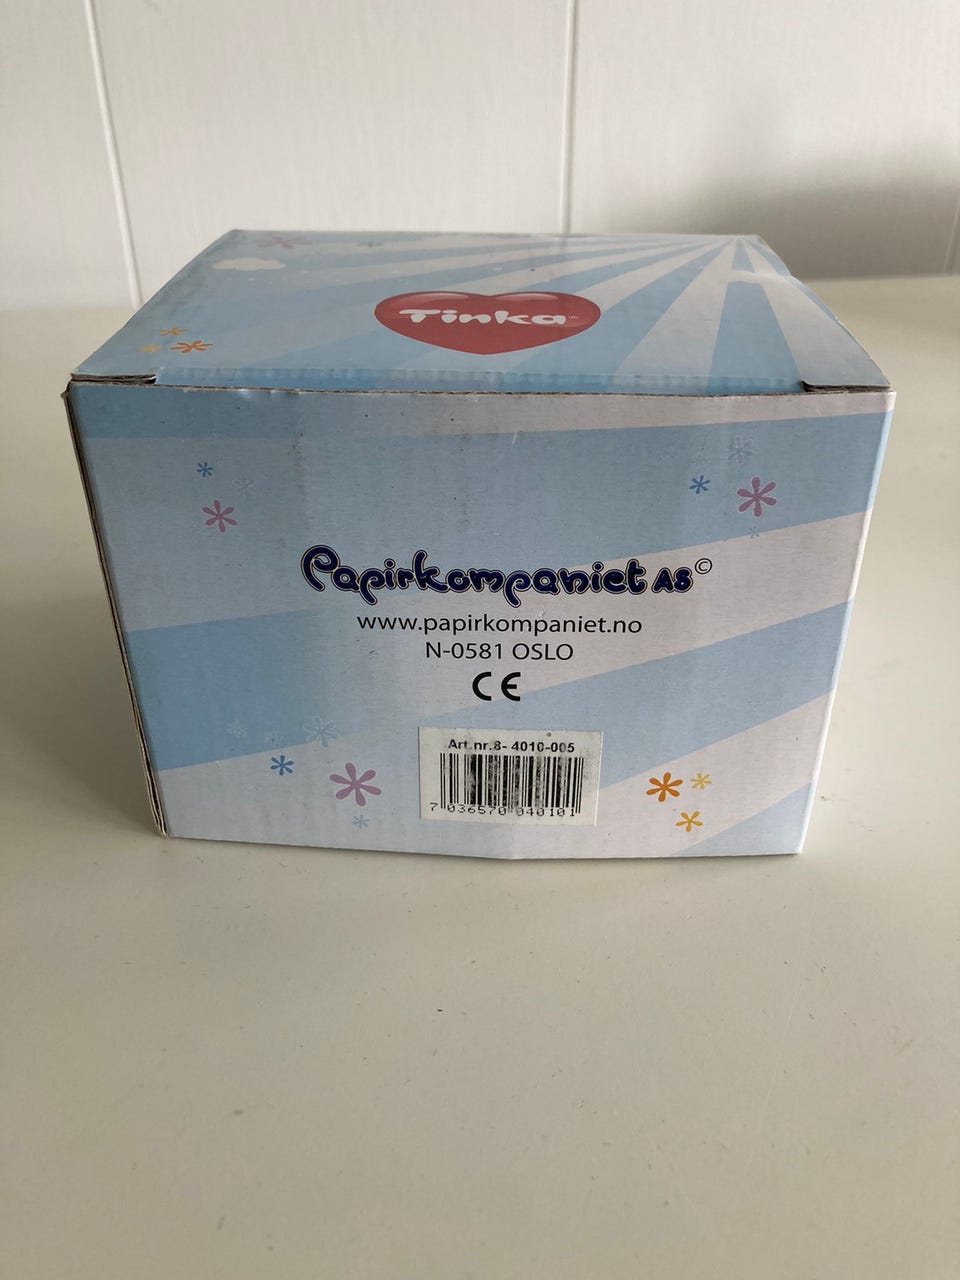 Tinka®
Papirkompaniet AS©
www.papirkompaniet.no
N-0581 OSLO
CE
Art.nr.8- 4010-005
7 036570 040101